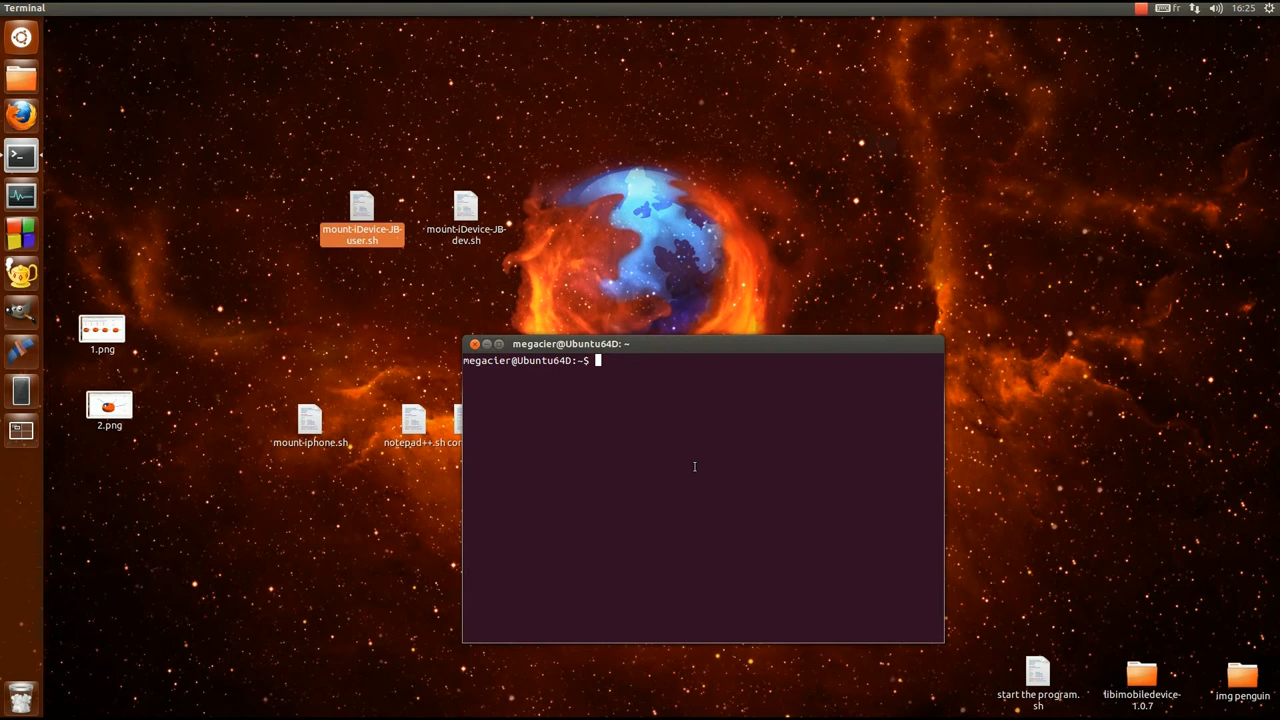 Terminal
fr
16:25
mount-iDevice-JB-
user.sh
mount-iDevice-JB-
dev.sh
1.png
2.png
mount-iphone.sh
notepad++.sh
cor
megacier@Ubuntu64D: ~
megacier@Ubuntu64D:~$
start the program.
sh
libimobiledevice-
1.0.7
img penguin